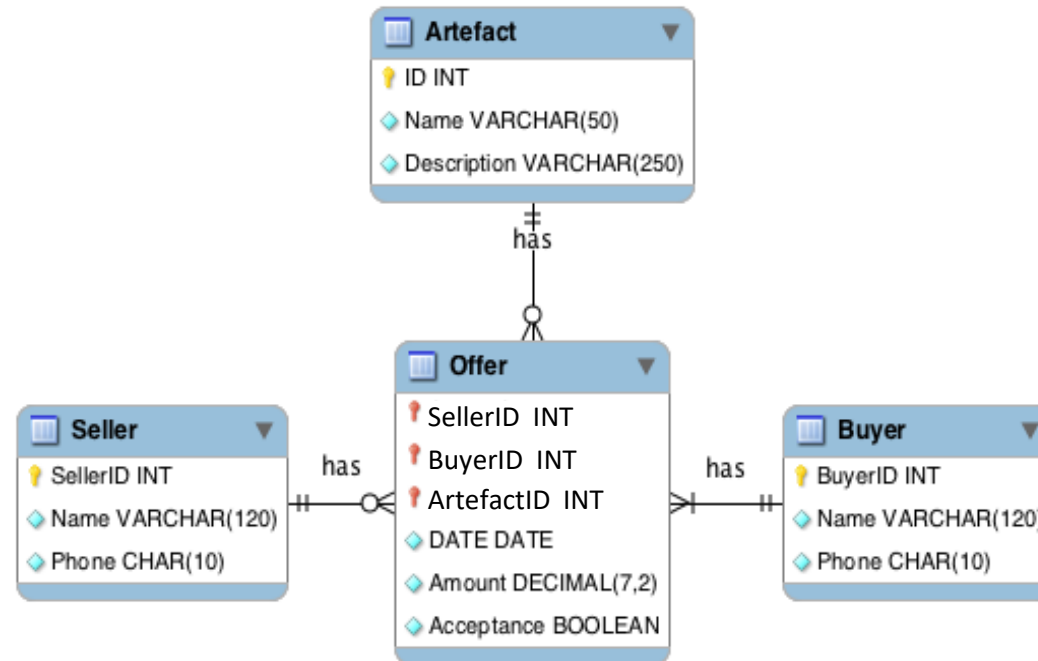 Artefact
ID INT
Name VARCHAR(50)
Description VARCHAR(250)
has
Offer
SellerID INT
BuyerID INT
ArtefactID INT
DATE DATE
Amount DECIMAL(7,2)
Acceptance BOOLEAN
Seller
SellerID INT
Name VARCHAR(120)
Phone CHAR(10)
has
has
Buyer
BuyerID INT
Name VARCHAR(120)
Phone CHAR(10)